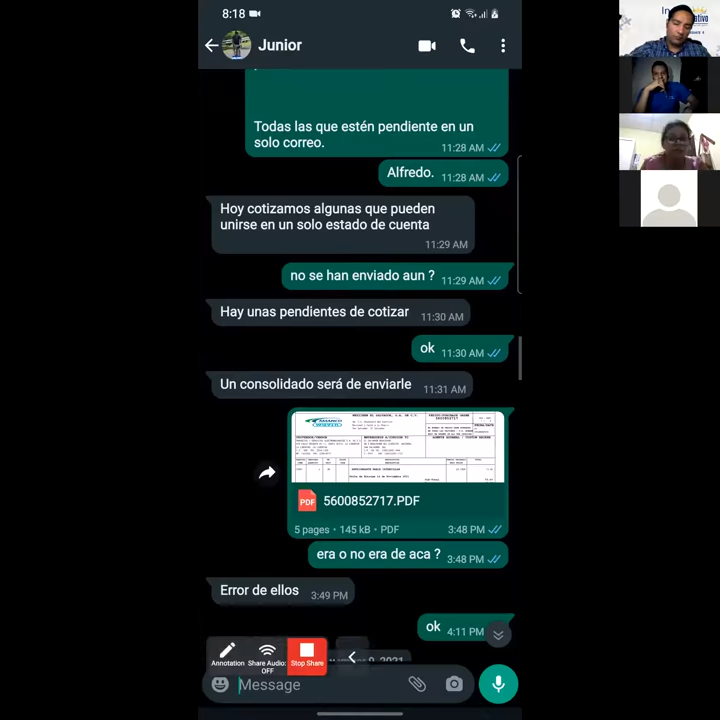 8:18
Junior
Todas las que estén pendiente en un
solo correo.
11:28 AM
Alfredo. 11:28 AM
Hoy cotizamos algunas que pueden
unirse en un solo estado de cuenta
11:29 AM
no se han enviado aun ? 11:29 AM
Hay unas pendientes de cotizar 11:30 AM
ok 11:30 AM
Un consolidado será de enviarle 11:31 AM
PDF 5600852717.PDF
5 pages • 145 kB • PDF 3:48 PM
era o no era de aca ? 3:48 PM
Error de ellos 3:49 PM
ok 4:11 PM
9, 2021
Annotation
Share Audio:
OFF
Stop Share
Message